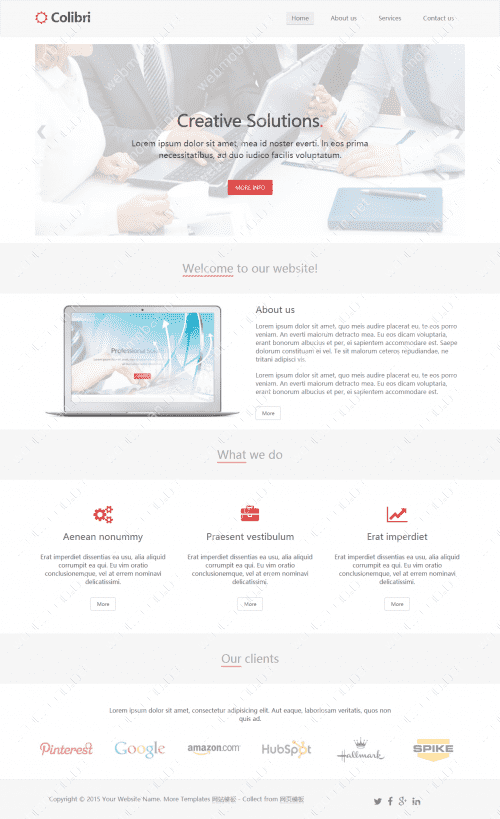 Colibri
Home About us Services Contact us
Creative Solutions.
Lorem ipsum dolor sit amet, mea id noster everti. In eos prima
necessitatibus, ad duo iudico facilis voluptatum.
MORE INFO
Welcome to our website!
About us
Lorem ipsum dolor sit amet, quo meis audire placerat eu, te eos porro
veniam. An everti maiorum detracto mea. Eu eos dicam voluptaria,
erant bonorum albucius et per, ei sapientem accommodare est. Saepe
dolorum constituam ei vel. Te sit malorum ceteros repudiandae, ne
tritani adipisci vis.
Lorem ipsum dolor sit amet, quo meis audire placerat eu, te eos porro
veniam. An everti maiorum detracto mea. Eu eos dicam voluptaria,
erant bonorum albucius et per, ei sapientem accommodare est.
More
What we do
Aenean nonummy
Erat imperdiet dissentias ea usu, alia aliquid
corrumpit ea qui. Eu vim oratio
conclusionemque, vel at errem nominavi
delicatissimi.
More
Praesent vestibulum
Erat imperdiet dissentias ea usu, alia aliquid
corrumpit ea qui. Eu vim oratio
conclusionemque, vel at errem nominavi
delicatissimi.
More
Erat imperdiet
Erat imperdiet dissentias ea usu, alia aliquid
corrumpit ea qui. Eu vim oratio
conclusionemque, vel at errem nominavi
delicatissimi.
More
Our clients
Lorem ipsum dolor sit amet, consectetur adipisicing elit. Aut eaque, laboriosam veritatis, quos non
quis ad.
Pinterest Google amazon.com HubSpot Hallmark SPIKE
Copyright © 2015 Your Website Name. More Templates 网站模板 - Collect from 网页模板